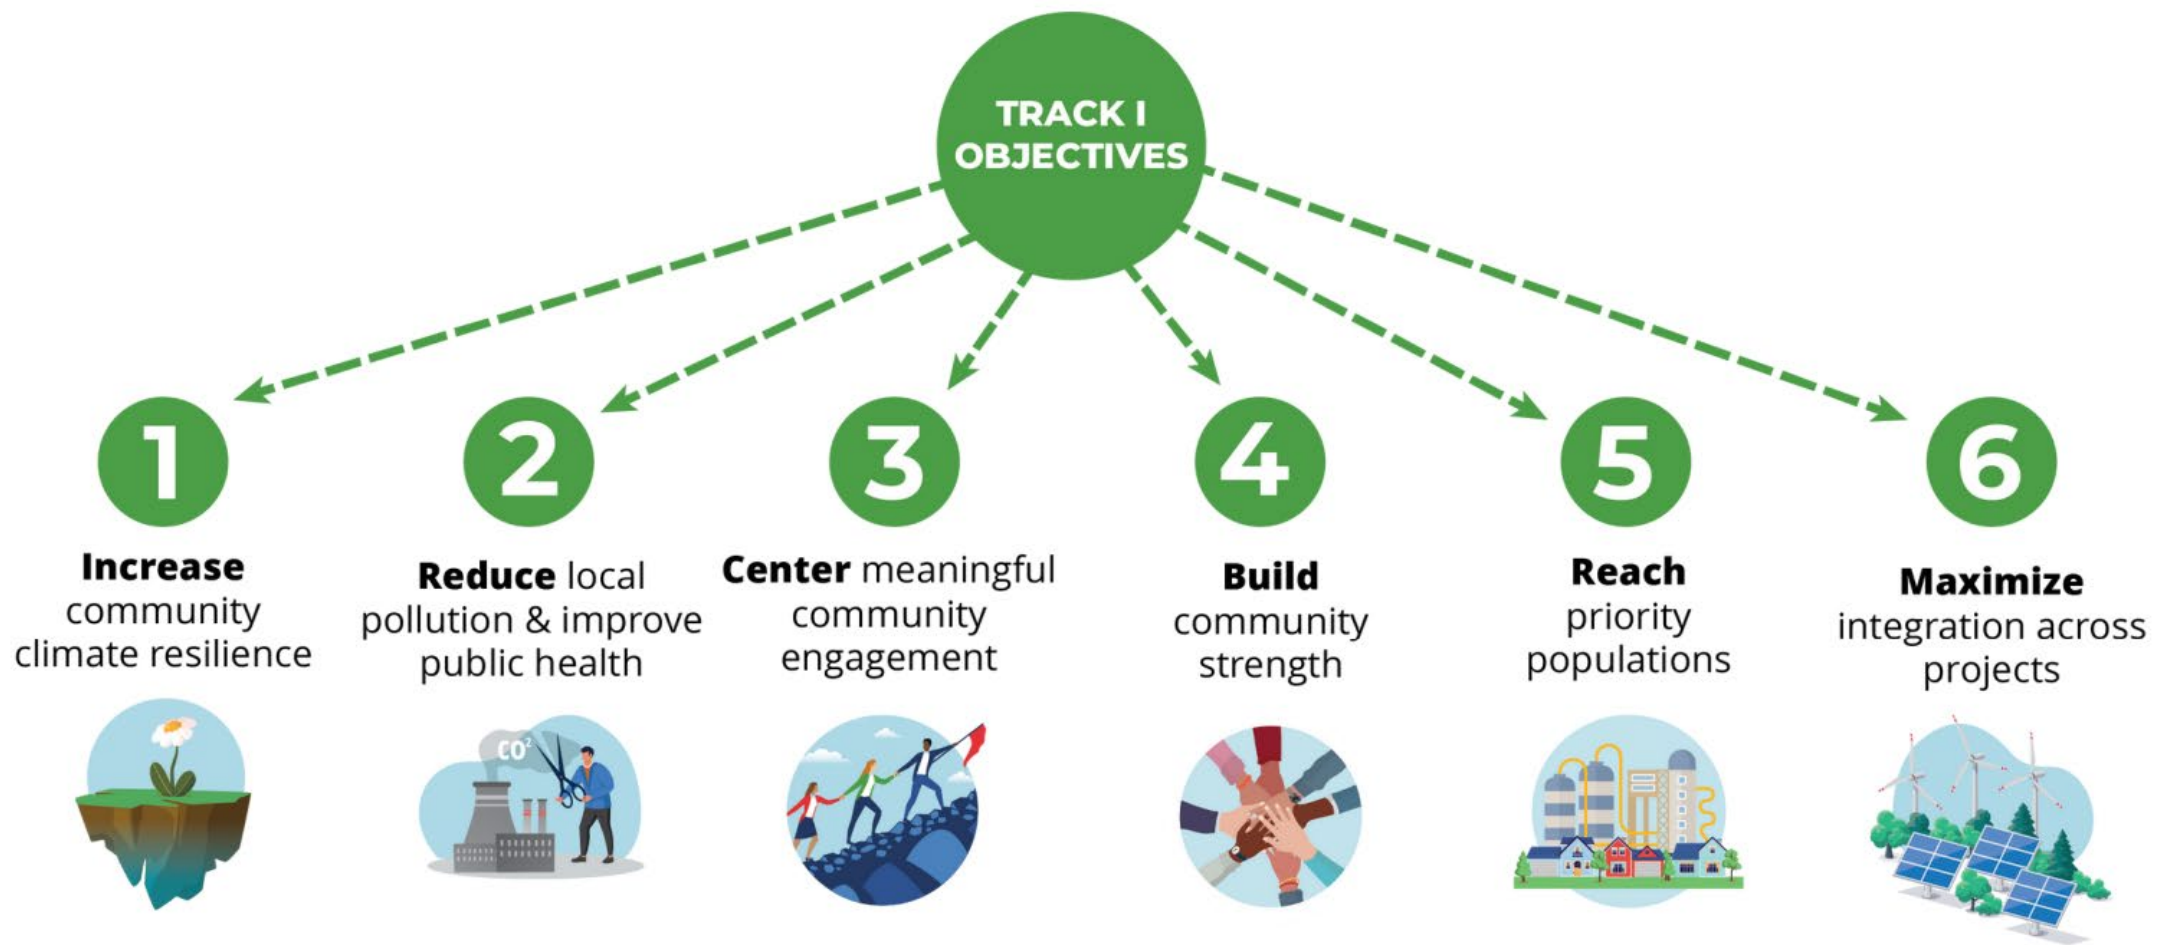 TRACK I
OBJECTIVES
1
Increase
community
climate resilience
2
Reduce local
pollution & improve
public health
CO²
3
Center meaningful
community
engagement
4
Build
community
strength
5
Reach
priority
populations
6
Maximize
integration across
projects